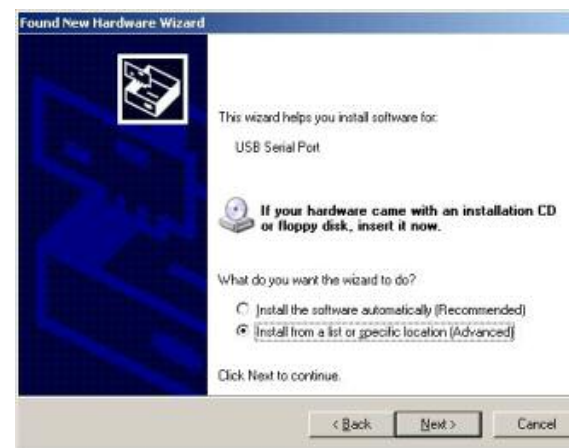 Found New Hardware Wizard
This wizard helps you install software for:
USB Serial Port
If your hardware came with an installation CD
or floppy disk, insert it now.
What do you want the wizard to do?
Install the software automatically (Recommended)
Install from a list or specific location (Advanced)
Click Next to continue.
< Back Next > Cancel